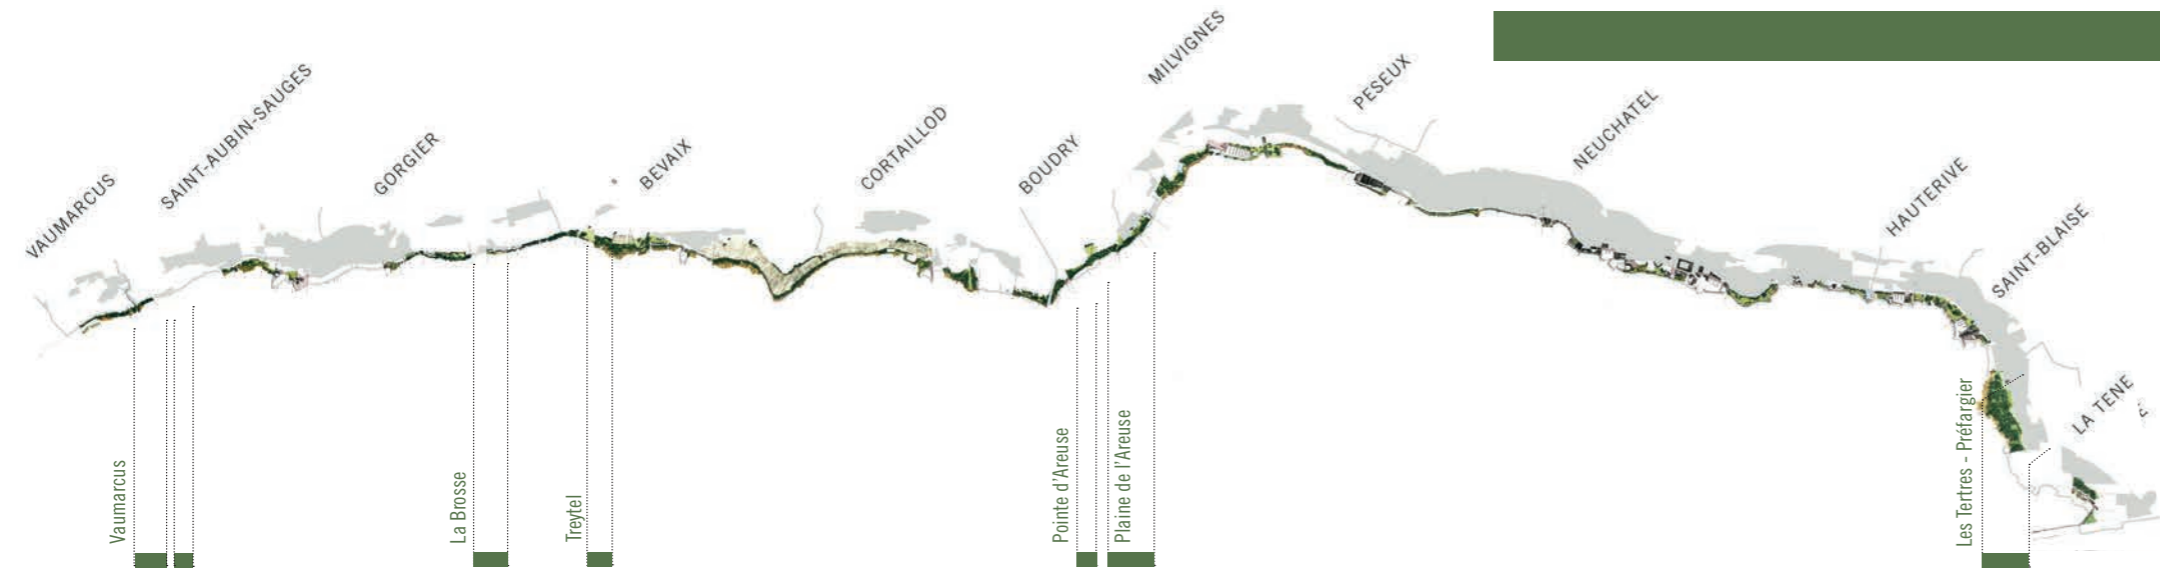 VAUMARCUS
SAINT-AUBIN-SAUGES
GORGIER
BEVAIX
CORTAILLOD
BOUDRY
MILVIGNES
PESEUX
NEUCHATEL
HAUTERIVE
SAINT-BLAISE
LA TENE
Vaumarcus
La Brosse
Treytel
Pointe d'Areuse
Plaine de l'Areuse
Les Tertres - Préfargier